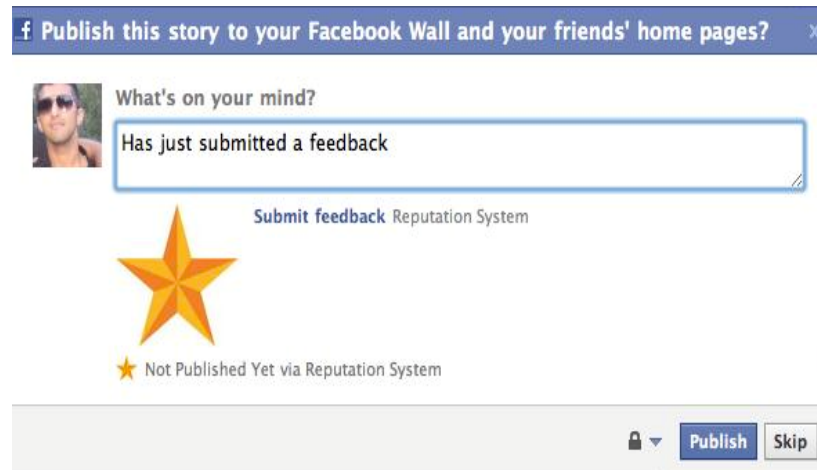 f Publish this story to your Facebook Wall and your friends' home pages? x
What's on your mind?
Has just submitted a feedback
Submit feedback Reputation System
Not Published Yet via Reputation System
Publish Skip